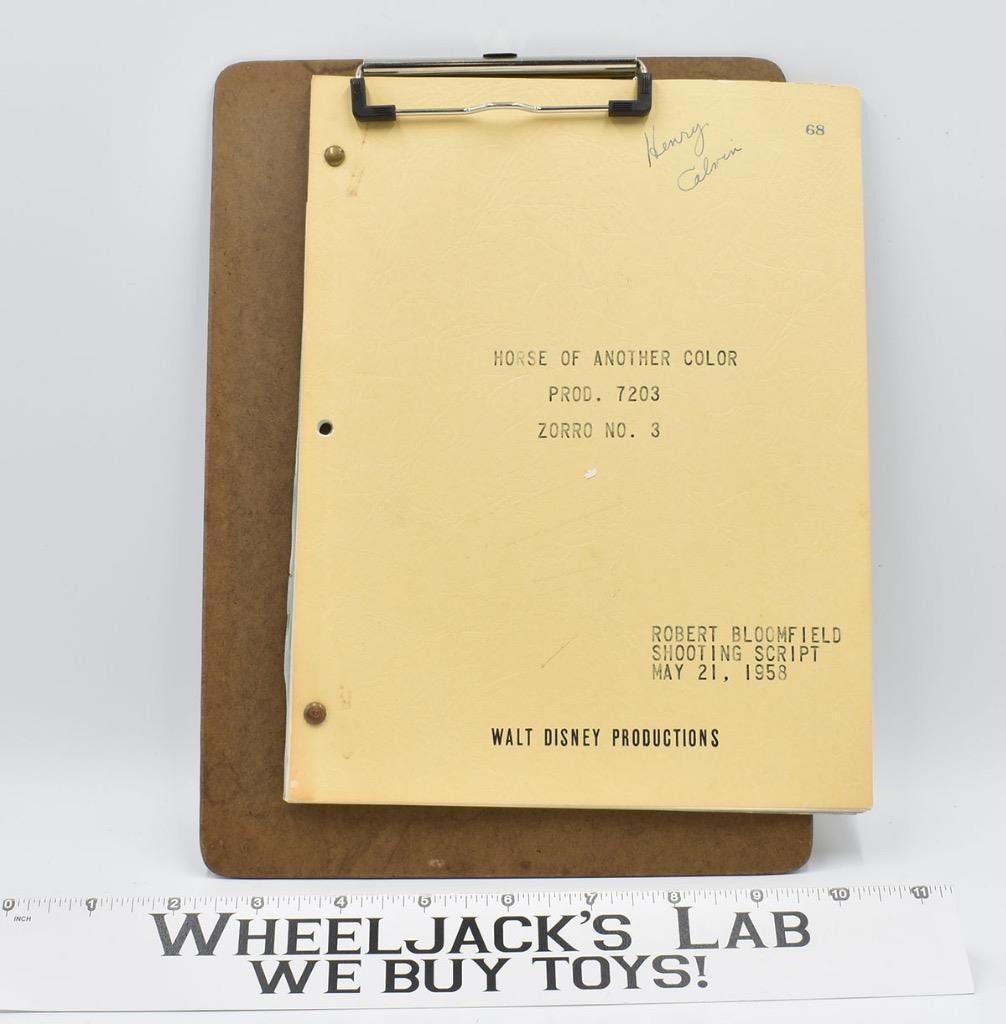 Henry
Calvin
68
HORSE OF ANOTHER COLOR
PROD. 7203
ZORRO NO. 3
ROBERT BLOOMFIELD
SHOOTING SCRIPT
MAY 21, 1958
WALT DISNEY PRODUCTIONS
0 1 2 3 4 5 6 7 8 9 10 11
INCH
WHEELJACK'S LAB
WE BUY TOYS!